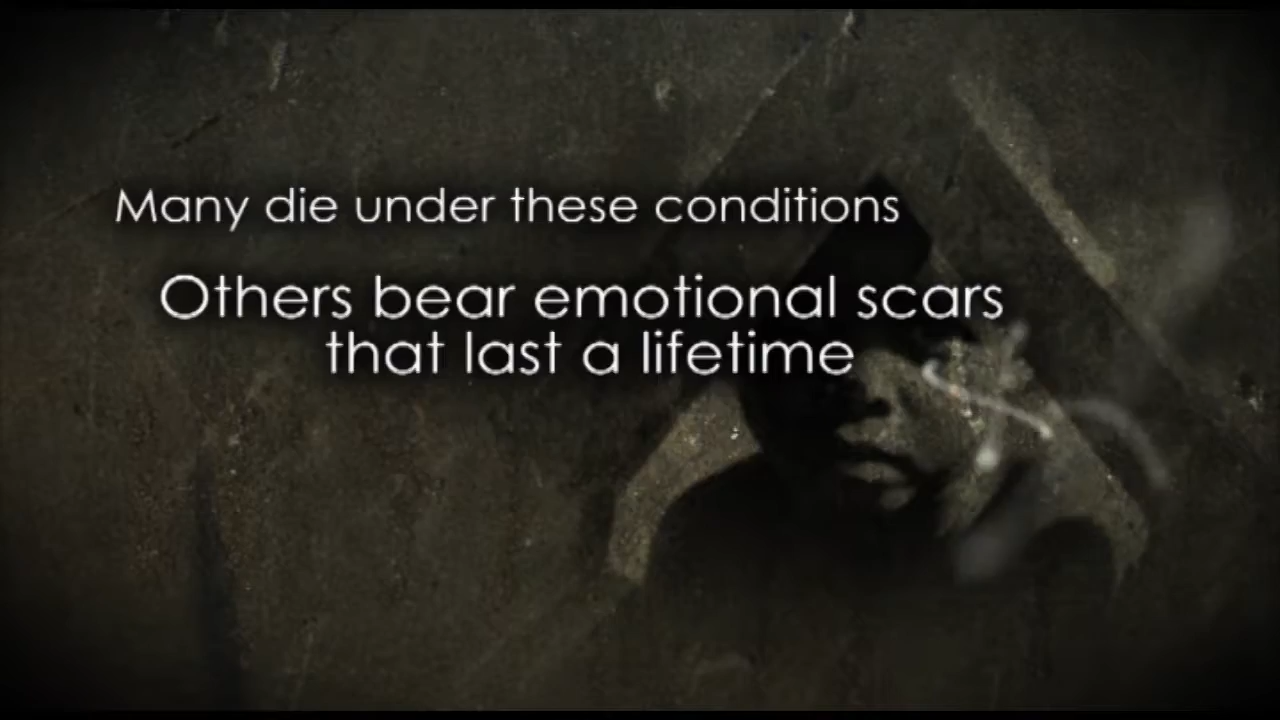 Many die under these conditions
Others bear emotional scars
that last a lifetime